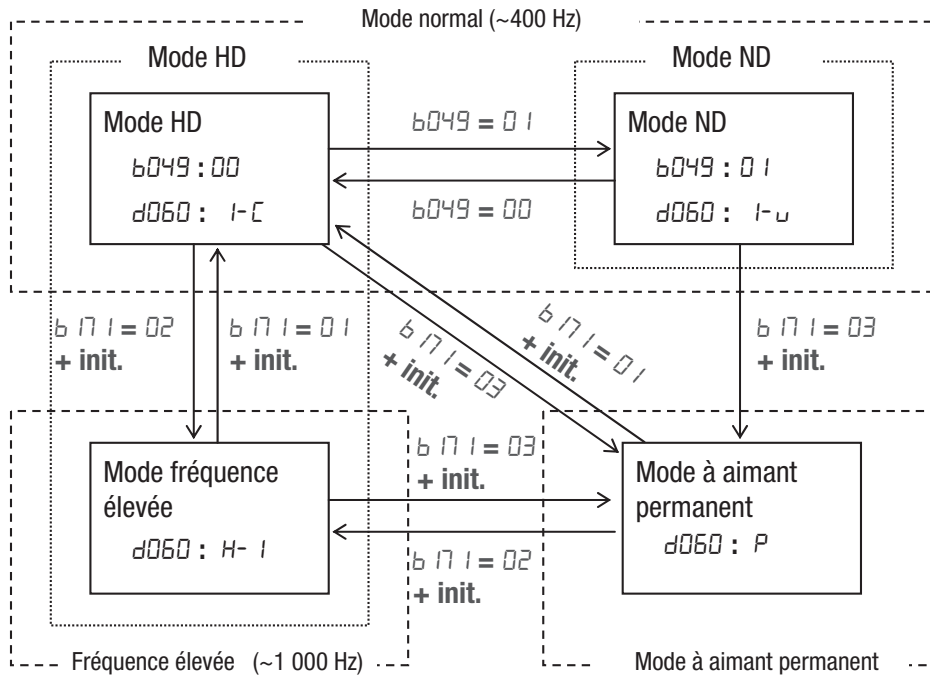 Mode normal (~400 Hz)
Mode HD
Mode ND
Mode HD
b049:00
d060: I-C
b049 = 01
b049 = 00
Mode ND
b049:01
d060: I-u
b171 = 02
+ init.
b171 = 01
+ init.
b171 = 03
+ init.
b171 = 01
+ init.
b171 = 03
+ init.
Mode fréquence
élevée
d060: H-I
b171 = 03
+ init.
b171 = 02
+ init.
Mode à aimant
permanent
d060: P
Fréquence élevée (~1 000 Hz)
Mode à aimant permanent